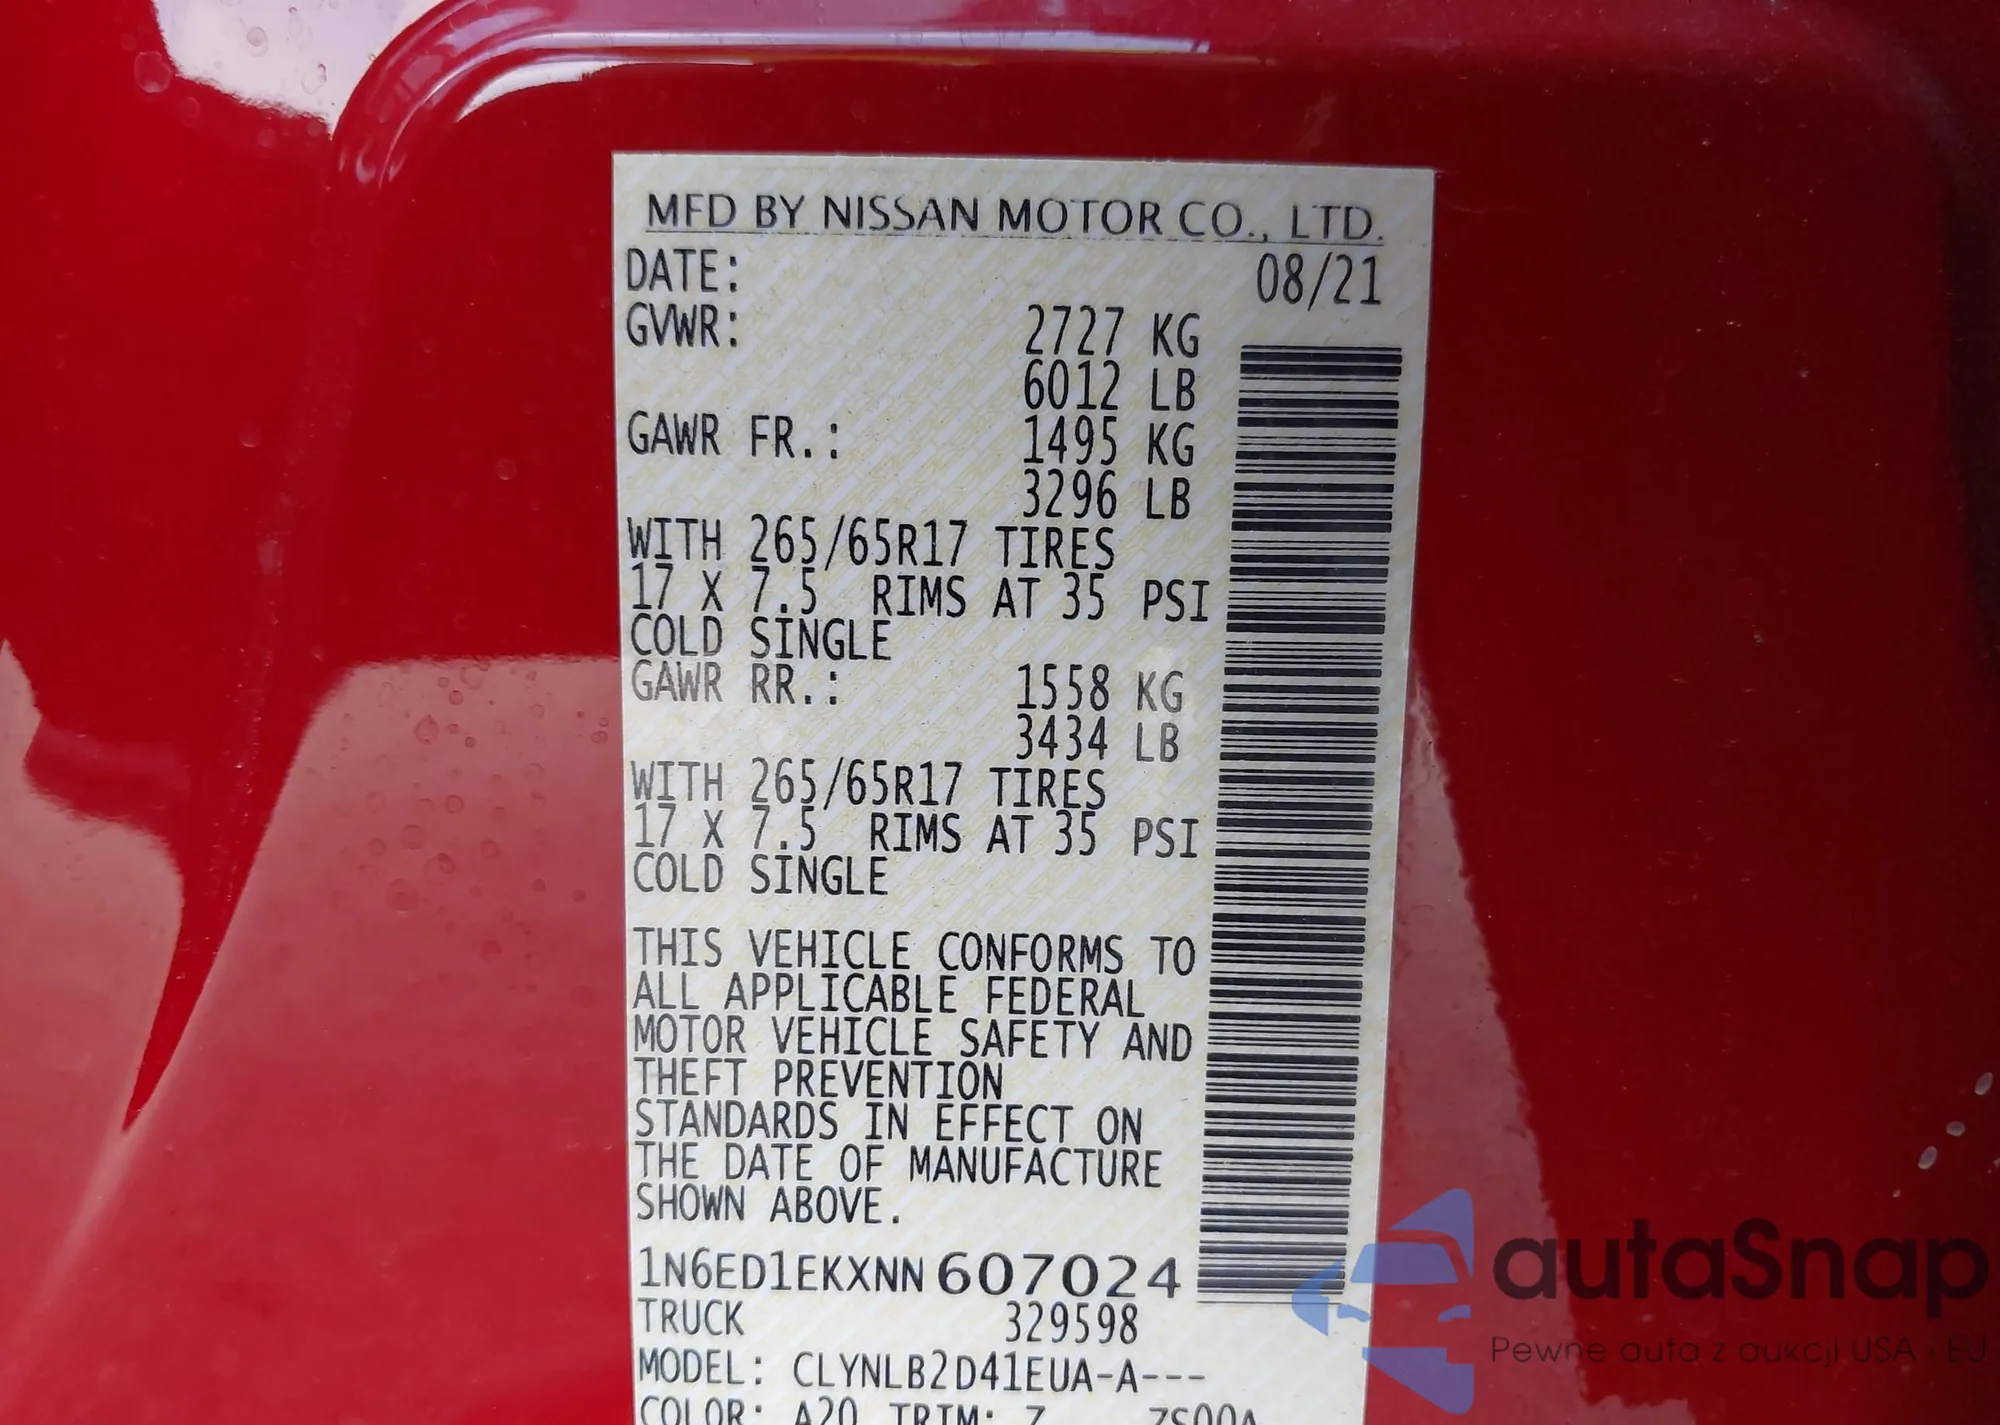 MFD BY NISSAN MOTOR CO., LTD.
DATE: 08/21
GVWR: 2727 KG
6012 LB
GAWR FR.: 1495 KG
3296 LB
WITH 265/65R17 TIRES
17 X 7.5 RIMS AT 35 PSI
COLD SINGLE
GAWR RR.: 1558 KG
3434 LB
WITH 265/65R17 TIRES
17 X 7.5 RIMS AT 35 PSI
COLD SINGLE
THIS VEHICLE CONFORMS TO
ALL APPLICABLE FEDERAL
MOTOR VEHICLE SAFETY AND
THEFT PREVENTION
STANDARDS IN EFFECT ON
THE DATE OF MANUFACTURE
SHOWN ABOVE.
1N6ED1EKXNN607024
TRUCK 329598
MODEL: CLYNLB2D41EUA-A---
COLOR: A20 TRIM:
autaSnap
Pewne auta z aukcji USA i EU